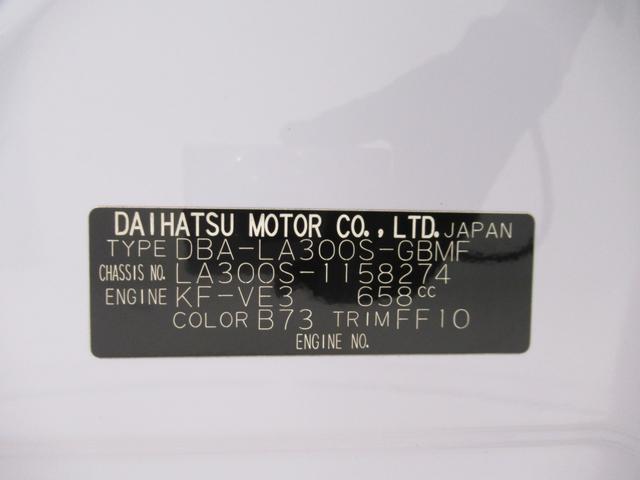 DAIHATSU MOTOR CO.,LTD. JAPAN
TYPE DBA-LA300S-GBMF
CHASSIS NO. LA300S-1158274
ENGINE KF-VE3 658cc
COLOR B73 TRIM FF10
ENGINE NO.